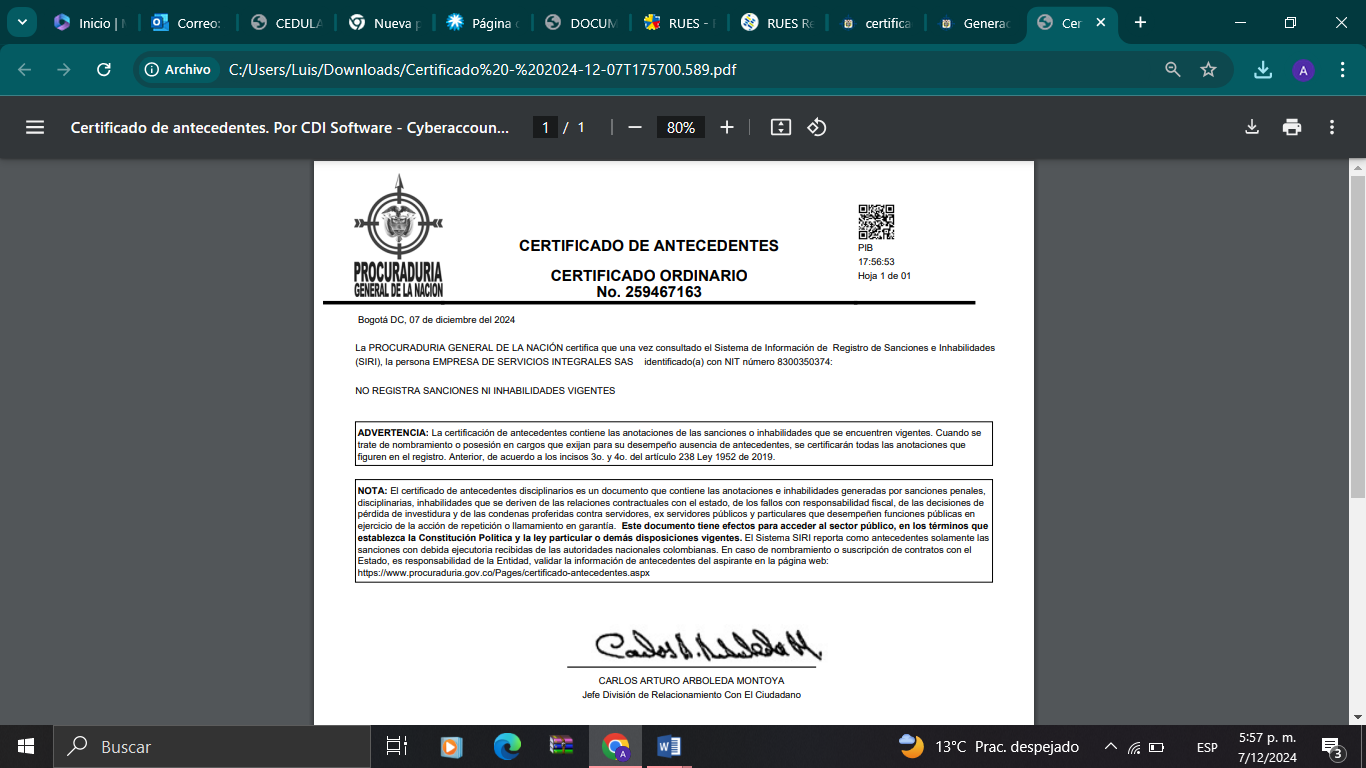 Inicio | M
Correo:
CEDULA
Nueva p
Página d
DOCUM
RUES - 
RUES Re
certifica
Generac
Cer
Archivo
C:/Users/Luis/Downloads/Certificado%20-%202024-12-07T175700.589.pdf
A
Certificado de antecedentes. Por CDI Software - Cyberaccoun...
1 / 1
80%
PROCURADURIA
GENERAL DE LA NACIÓN
CERTIFICADO DE ANTECEDENTES
CERTIFICADO ORDINARIO
No. 259467163
PIB
17:56:53
Hoja 1 de 01
Bogotá DC, 07 de diciembre del 2024
La PROCURADURIA GENERAL DE LA NACIÓN certifica que una vez consultado el Sistema de Información de Registro de Sanciones e Inhabilidades
(SIRI), la persona EMPRESA DE SERVICIOS INTEGRALES SAS identificado(a) con NIT número 8300350374:
NO REGISTRA SANCIONES NI INHABILIDADES VIGENTES
ADVERTENCIA: La certificación de antecedentes contiene las anotaciones de las sanciones o inhabilidades que se encuentren vigentes. Cuando se
trate de nombramiento o posesión en cargos que exijan para su desempeño ausencia de antecedentes, se certificarán todas las anotaciones que
figuren en el registro. Anterior, de acuerdo a los incisos 3o. y 4o. del artículo 238 Ley 1952 de 2019.
NOTA: El certificado de antecedentes disciplinarios es un documento que contiene las anotaciones e inhabilidades generadas por sanciones penales,
disciplinarias, inhabilidades que se deriven de las relaciones contractuales con el estado, de los fallos con responsabilidad fiscal, de las decisiones de
pérdida de investidura y de las condenas proferidas contra servidores, ex servidores públicos y particulares que desempeñen funciones públicas en
ejercicio de la acción de repetición o llamamiento en garantía. Este documento tiene efectos para acceder al sector público, en los términos que
establezca la Constitución Política y la ley particular o demás disposiciones vigentes. El Sistema SIRI reporta como antecedentes solamente las
sanciones con debida ejecutoria recibidas de las autoridades nacionales colombianas. En caso de nombramiento o suscripción de contratos con el
Estado, es responsabilidad de la Entidad, validar la información de antecedentes del aspirante en la página web:
https://www.procuraduria.gov.co/Pages/certificado-antecedentes.aspx
CARLOS ARTURO ARBOLEDA MONTOYA
Jefe División de Relacionamiento Con El Ciudadano
Buscar
13°C Prac. despejado
ESP
5:57 p. m.
7/12/2024
3